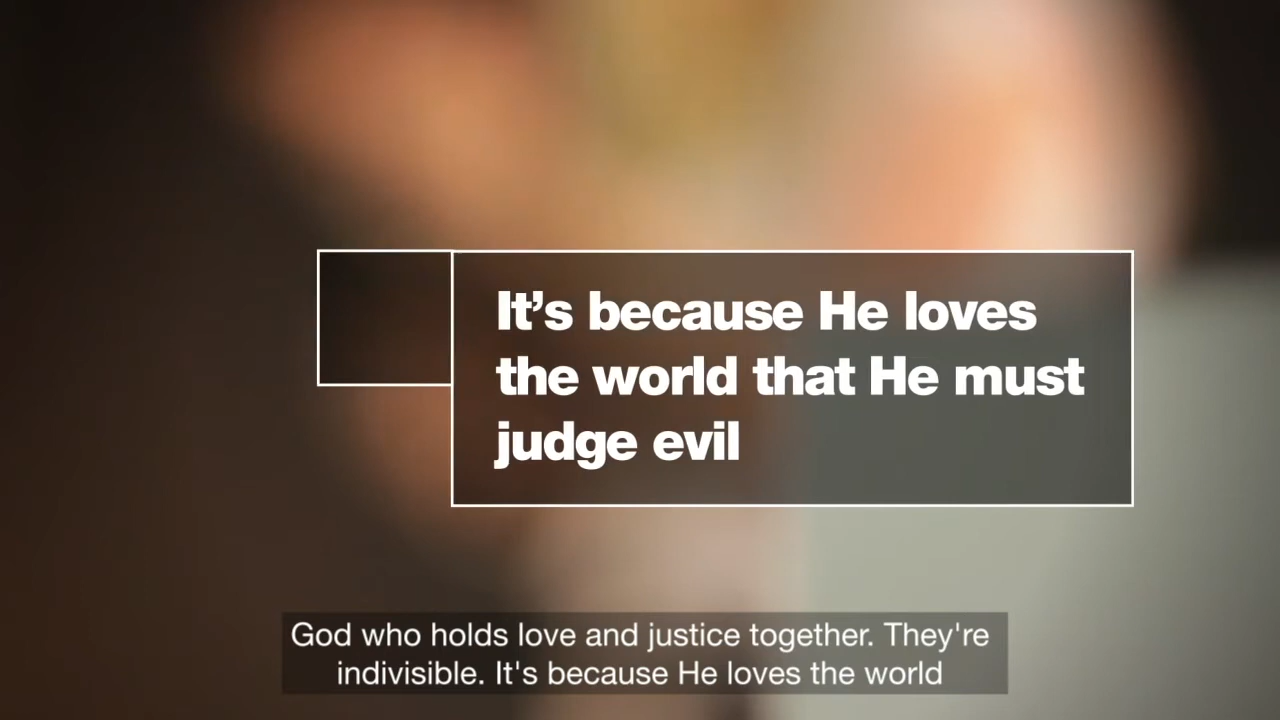 It’s because He loves
the world that He must
judge evil
God who holds love and justice together. They're
indivisible. It's because He loves the world